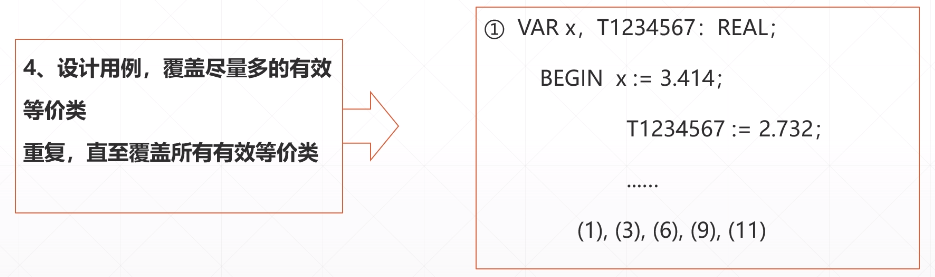 4、设计用例，覆盖尽量多的有效
等价类
重复，直至覆盖所有有效等价类
① VAR x，T1234567：REAL；
BEGIN x := 3.414；
T1234567 := 2.732；
......
(1), (3), (6), (9), (11)